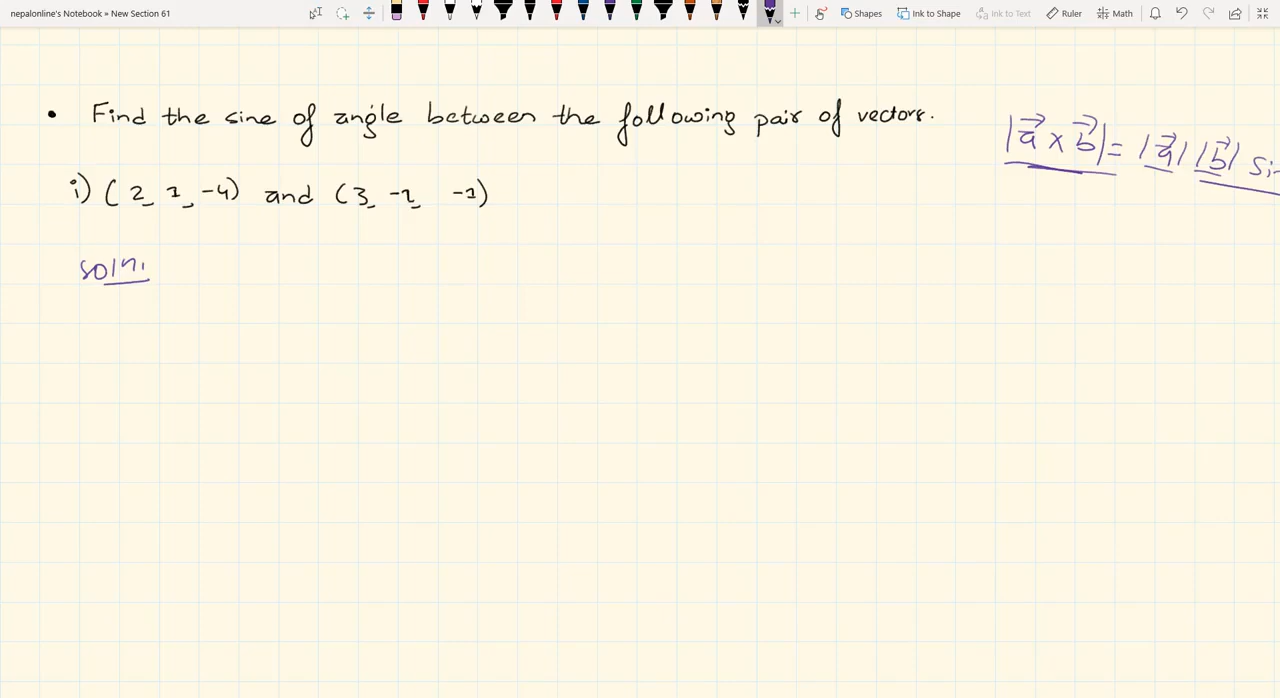 nepalonline's Notebook » New Section 61
Shapes Ink to Shape Ink to Text Ruler Math
• Find the sine of angle between the following pair of vectors.
|a⃗ × b⃗| = |a⃗| |b⃗| Si
i) (2, 1, -4) and (3, -2, -1)
soln: